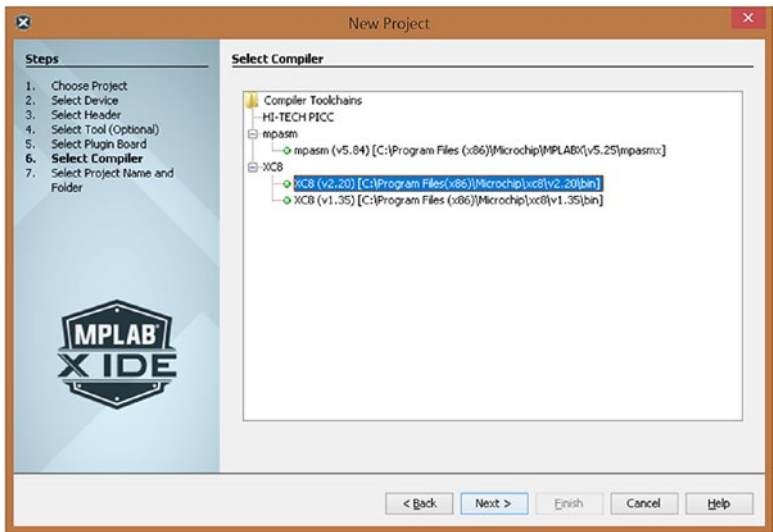 New Project
Steps
1. Choose Project
2. Select Device
3. Select Header
4. Select Tool (Optional)
5. Select Plugin Board
6. Select Compiler
7. Select Project Name and
Folder
MPLAB
X IDE
Select Compiler
Compiler Toolchains
HI-TECH PICC
mpasm
mpasm (v5.84) [C:\Program Files (x86)\Microchip\MPLABX\v5.25\mpasmx]
XC8
XC8 (v2.20) [C:\Program Files(x86)\Microchip\xc8\v2.20\bin]
XC8 (v1.35) [C:\Program Files (x86)\Microchip\xc8\v1.35\bin]
< Back Next > Finish Cancel Help